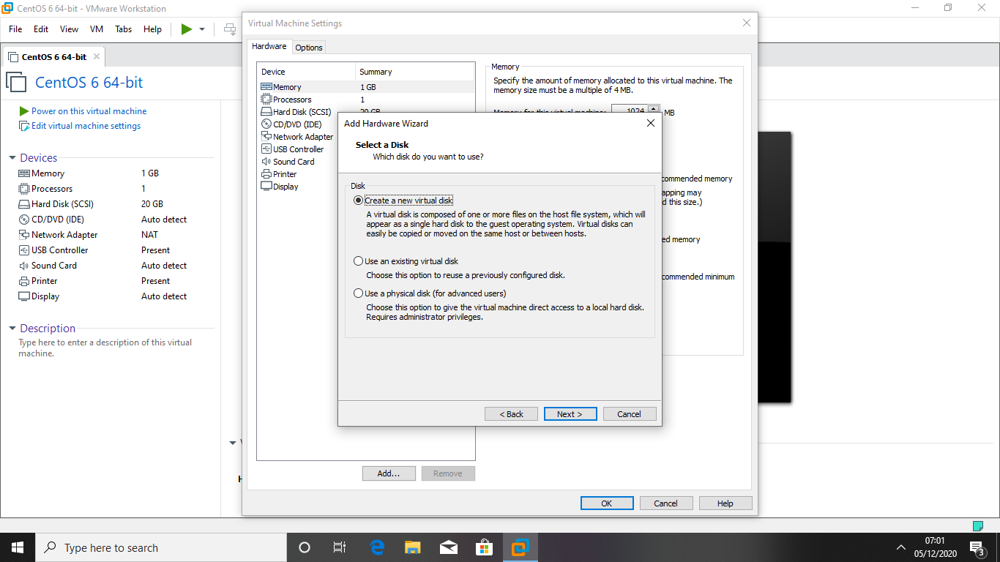 CentOS 6 64-bit - VMware Workstation
File Edit View VM Tabs Help
CentOS 6 64-bit
CentOS 6 64-bit
Power on this virtual machine
Edit virtual machine settings
Devices
Memory 1 GB
Processors 1
Hard Disk (SCSI) 20 GB
CD/DVD (IDE) Auto detect
Network Adapter NAT
USB Controller Present
Sound Card Auto detect
Printer Present
Display Auto detect
Description
Type here to enter a description of this virtual
machine.
Virtual Machine Settings
Hardware Options
Device Summary
Memory 1 GB
Processors 1
Hard Disk (SCSI) 20 GB
CD/DVD (IDE)
Network Adapter
USB Controller
Sound Card
Printer
Display
Add...
Remove
Memory
Specify the amount of memory allocated to this virtual machine. The
memory size must be a multiple of 4 MB.
Memory for this virtual machine: 1024 MB
ommended memory
apping may
d this size.)
ed memory
commended minimum
Add Hardware Wizard
Select a Disk
Which disk do you want to use?
Disk
Create a new virtual disk
A virtual disk is composed of one or more files on the host file system, which will
appear as a single hard disk to the guest operating system. Virtual disks can
easily be copied or moved on the same host or between hosts.
Use an existing virtual disk
Choose this option to reuse a previously configured disk.
Use a physical disk (for advanced users)
Choose this option to give the virtual machine direct access to a local hard disk.
Requires administrator privileges.
< Back Next > Cancel
OK Cancel Help
Type here to search
07:01
05/12/2020
3